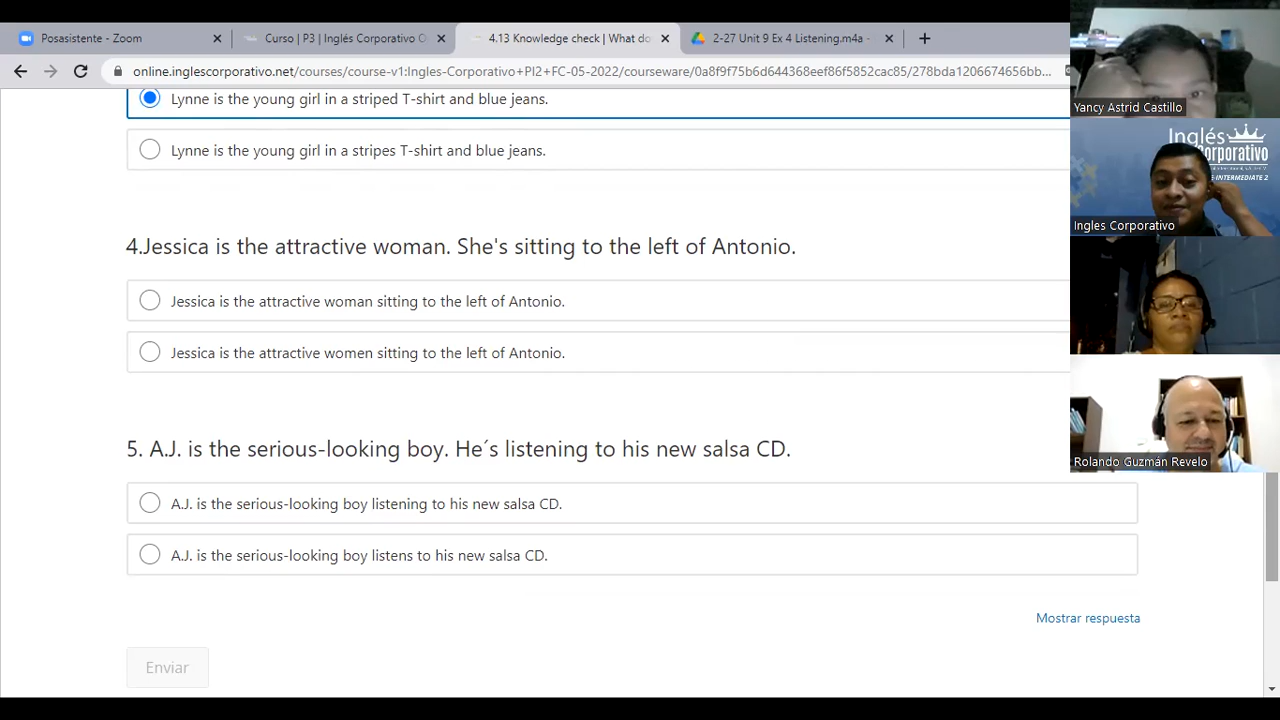 Posasistente - Zoom
Curso | P3 | Inglés Corporativo O
4.13 Knowledge check | What do
2-27 Unit 9 Ex 4 Listening.m4a -
online.inglescorporativo.net/courses/course-v1:Ingles-Corporativo+PI2+FC-05-2022/courseware/0a8f9f75b6d64436beef86f5852cac85/278bda1206674656bb...
Lynne is the young girl in a striped T-shirt and blue jeans.
Lynne is the young girl in a stripes T-shirt and blue jeans.
4.Jessica is the attractive woman. She's sitting to the left of Antonio.
Jessica is the attractive woman sitting to the left of Antonio.
Jessica is the attractive women sitting to the left of Antonio.
5. A.J. is the serious-looking boy. He´s listening to his new salsa CD.
A.J. is the serious-looking boy listening to his new salsa CD.
A.J. is the serious-looking boy listens to his new salsa CD.
Mostrar respuesta
Enviar
Yancy Astrid Castillo
Inglés
INTERMEDIATE 2
Ingles Corporativo
Rolando Guzmán Revelo